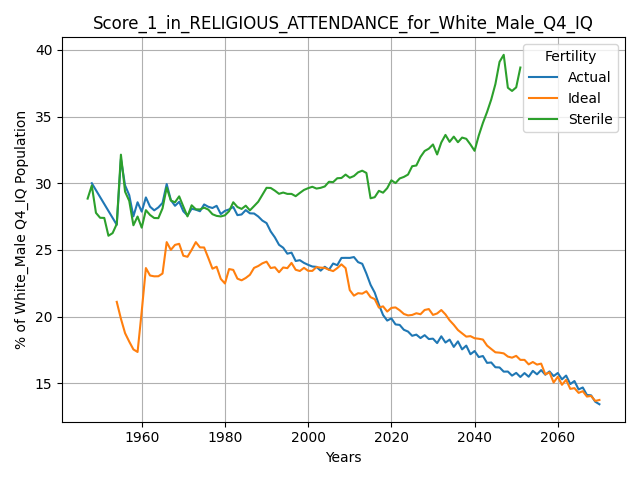 Score_1_in_RELIGIOUS_ATTENDANCE_for_White_Male_Q4_IQ
Fertility
Actual
Ideal
Sterile
% of White_Male Q4_IQ Population
40
35
30
25
20
15
1960
1980
2000
2020
2040
2060
Years